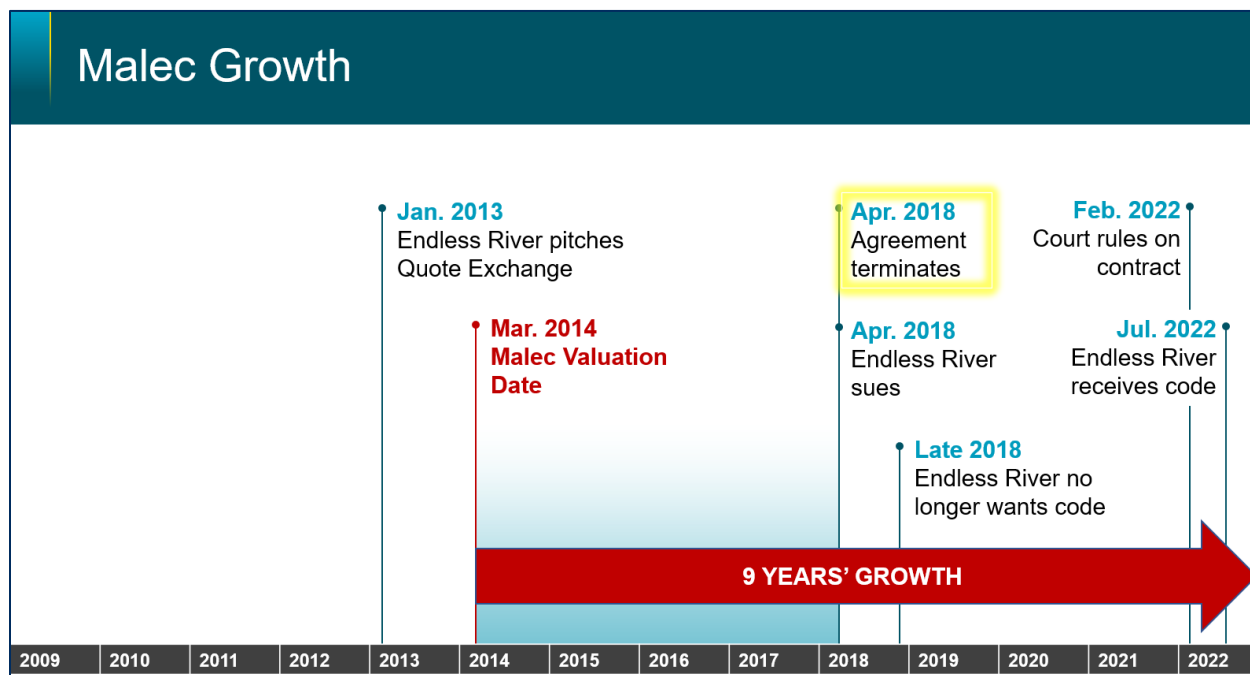 Malec Growth
Jan. 2013
Endless River pitches
Quote Exchange
Mar. 2014
Malec Valuation
Date
Apr. 2018
Agreement
terminates
Apr. 2018
Endless River
sues
Late 2018
Endless River no
longer wants code
Feb. 2022
Court rules on
contract
Jul. 2022
Endless River
receives code
9 YEARS’ GROWTH
2009 2010 2011 2012 2013 2014 2015 2016 2017 2018 2019 2020 2021 2022